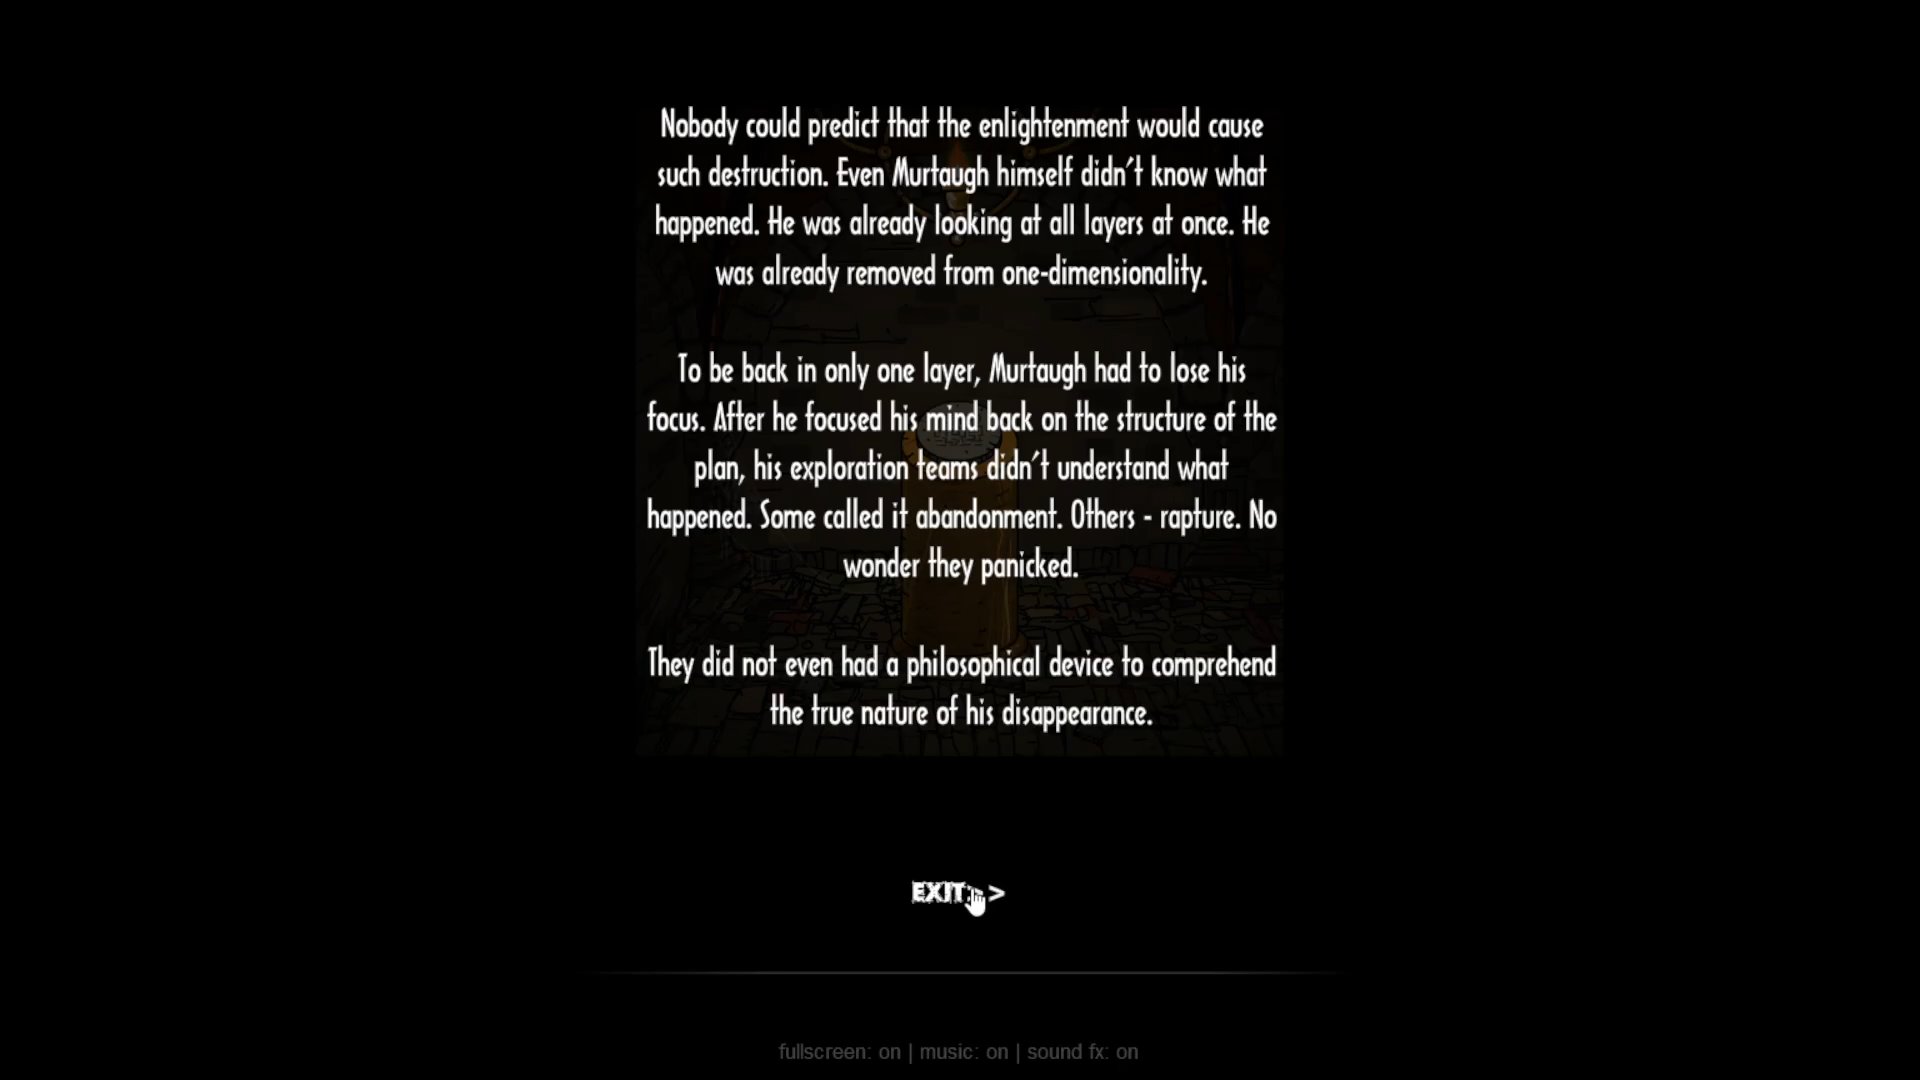 Nobody could predict that the enlightenment would cause
such destruction. Even Murtaugh himself didn't know what
happened. He was already looking at all layers at once. He
was already removed from one-dimensionality.
To be back in only one layer, Murtaugh had to lose his
focus. After he focused his mind back on the structure of the
plan, his exploration teams didn't understand what
happened. Some called it abandonment. Others - rapture. No
wonder they panicked.
They did not even had a philosophical device to comprehend
the true nature of his disappearance.
EXIT >>
fullscreen: on | music: on | sound fx: on